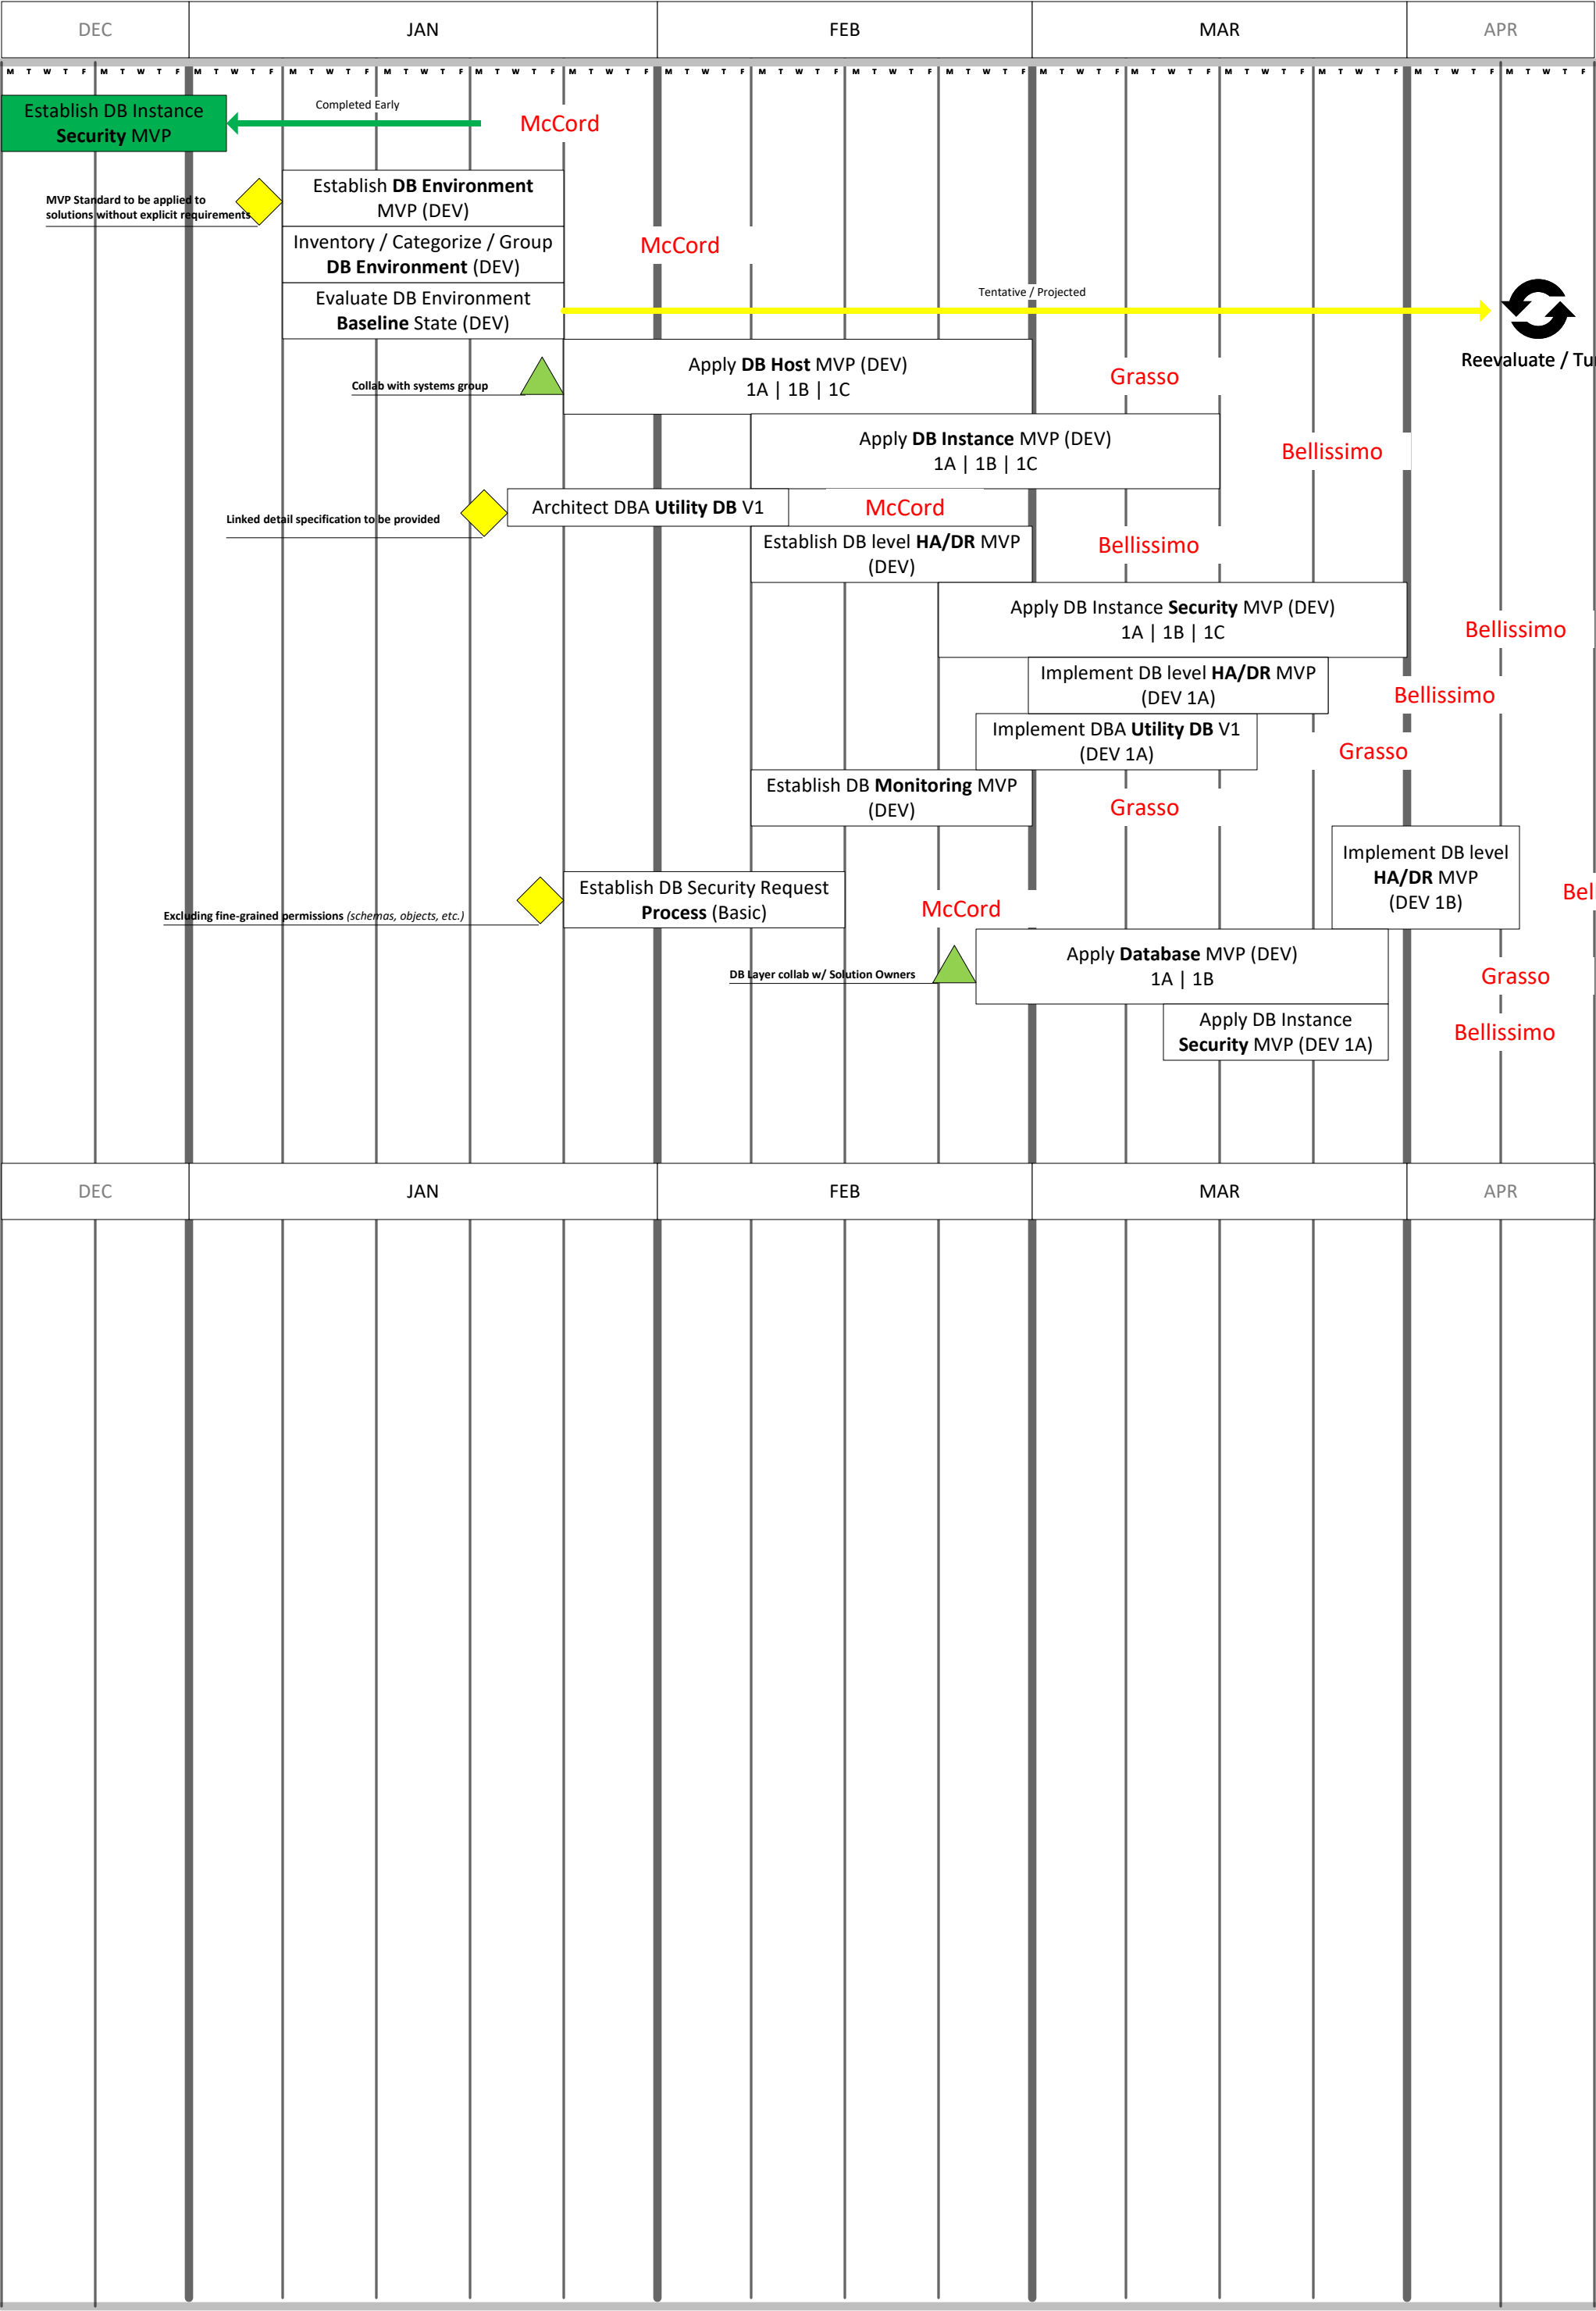 DEC JAN FEB MAR APR
M T W T F M T W T F M T W T F M T W T F M T W T F M T W T F M T W T F M T W T F M T W T F M T W T F M T W T F M T W T F M T W T F M T W T F M T W T F M T W T F M T W T F
Establish DB Instance
Security MVP
Completed Early
McCord
MVP Standard to be applied to
solutions without explicit requirements
Establish DB Environment
MVP (DEV)
Inventory / Categorize / Group
DB Environment (DEV)
McCord
Evaluate DB Environment
Baseline State (DEV)
Tentative / Projected
Reevaluate / Tu
Collab with systems group
Apply DB Host MVP (DEV)
1A | 1B | 1C
Grasso
Apply DB Instance MVP (DEV)
1A | 1B | 1C
Bellissimo
Linked detail specification to be provided
Architect DBA Utility DB V1
McCord
Establish DB level HA/DR MVP
(DEV)
Bellissimo
Apply DB Instance Security MVP (DEV)
1A | 1B | 1C
Bellissimo
Implement DB level HA/DR MVP
(DEV 1A)
Bellissimo
Implement DBA Utility DB V1
(DEV 1A)
Grasso
Establish DB Monitoring MVP
(DEV)
Grasso
Implement DB level
HA/DR MVP
(DEV 1B)
Bel
Excluding fine-grained permissions (schemas, objects, etc.)
Establish DB Security Request
Process (Basic)
McCord
DB Layer collab w/ Solution Owners
Apply Database MVP (DEV)
1A | 1B
Grasso
Apply DB Instance
Security MVP (DEV 1A)
Bellissimo
DEC JAN FEB MAR APR